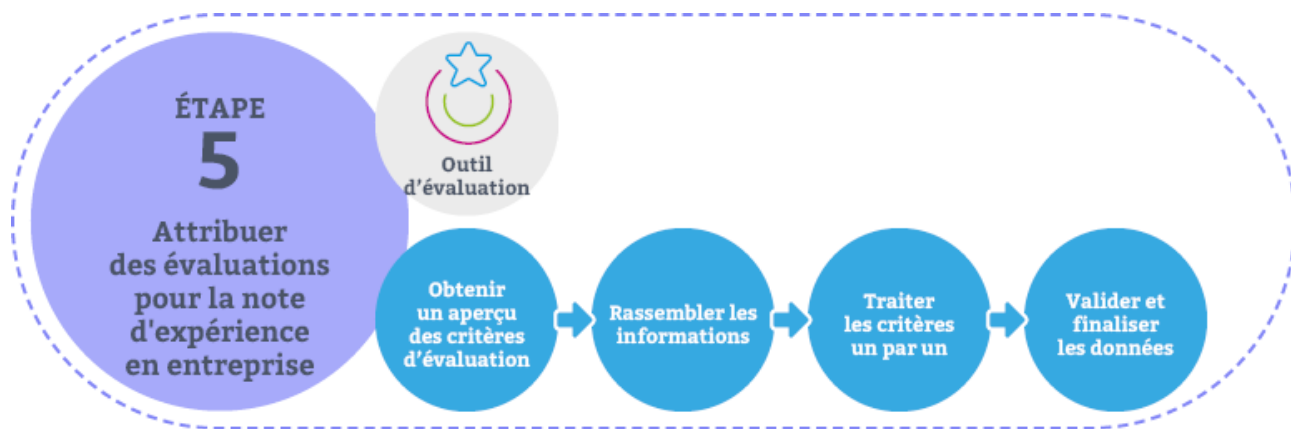 ÉTAPE
5
Attribuer
des évaluations
pour la note
d'expérience
en entreprise
Outil
d’évaluation
Obtenir
un aperçu
des critères
d’évaluation
Rassembler les
informations
Traiter
les critères
un par un
Valider et
finaliser
les données